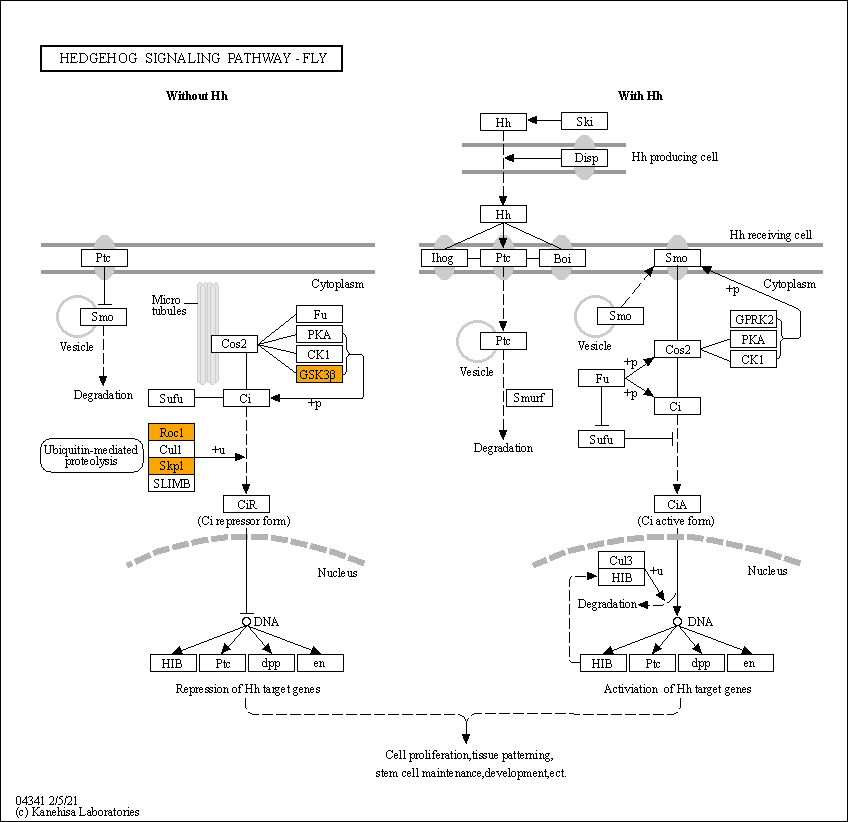 HEDGEHOG SIGNALING PATHWAY - FLY
Without Hh
With Hh
Hh
Ski
Disp
Hh producing cell
Hh
Hh receiving cell
Ptc
Ihog
Ptc
Boi
Smo
Cytoplasm
Cytoplasm
+p
Smo
Vesicle
Degradation
Micro
tubules
Cos2
Fu
PKA
CK1
GSK3β
+p
Sufu
Ci
Ptc
Vesicle
Smurf
Degradation
Smo
Vesicle
GPRK2
PKA
CK1
Cos2
Fu
+p
+p
Ci
Sufu
Ubiquitin-mediated
proteolysis
Roc1
Cul1
Skp1
SLIMB
+u
CiR
(Ci repressor form)
CiA
(Ci active form)
Nucleus
Nucleus
Cul3
HIB
+u
Degradation
DNA
DNA
HIB
Ptc
dpp
en
HIB
Ptc
dpp
en
Repression of Hh target genes
Activiation of Hh target genes
Cell proliferation,tissue patterning,
stem cell maintenance,development,ect.
04341 2/5/21
(c) Kanehisa Laboratories